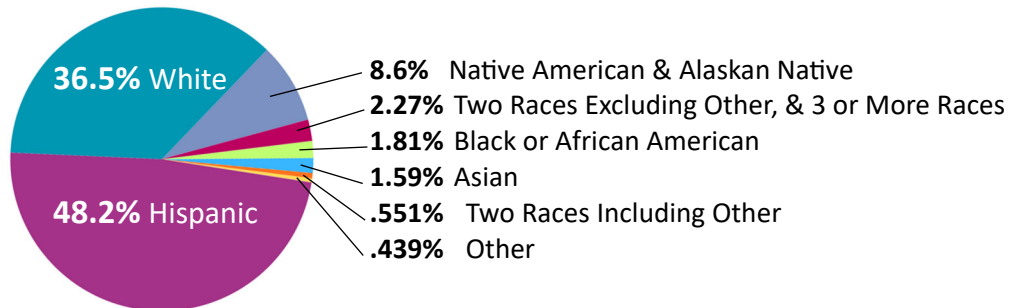 36.5% White
8.6% Native American & Alaskan Native
2.27% Two Races Excluding Other, & 3 or More Races
1.81% Black or African American
1.59% Asian
48.2% Hispanic
.551% Two Races Including Other
.439% Other